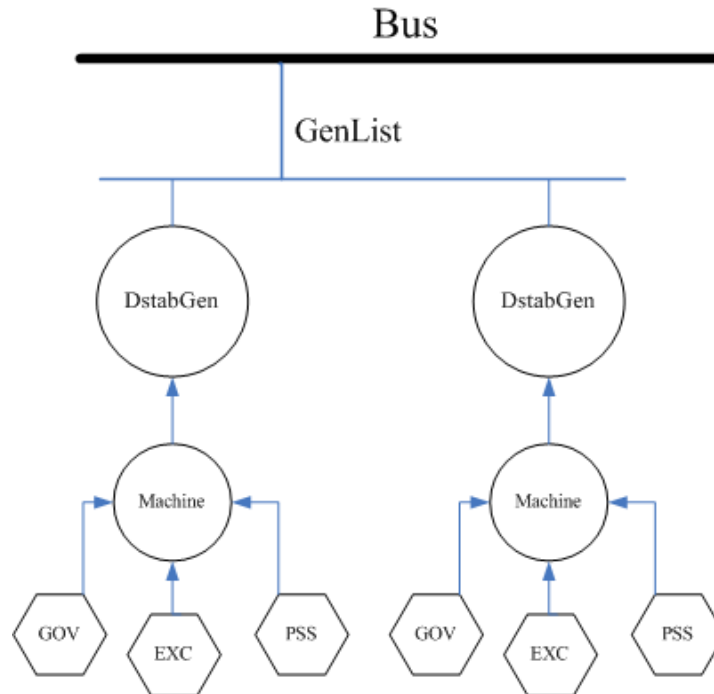 Bus
GenList
DstabGen
DstabGen
Machine
Machine
GOV
EXC
PSS
GOV
EXC
PSS